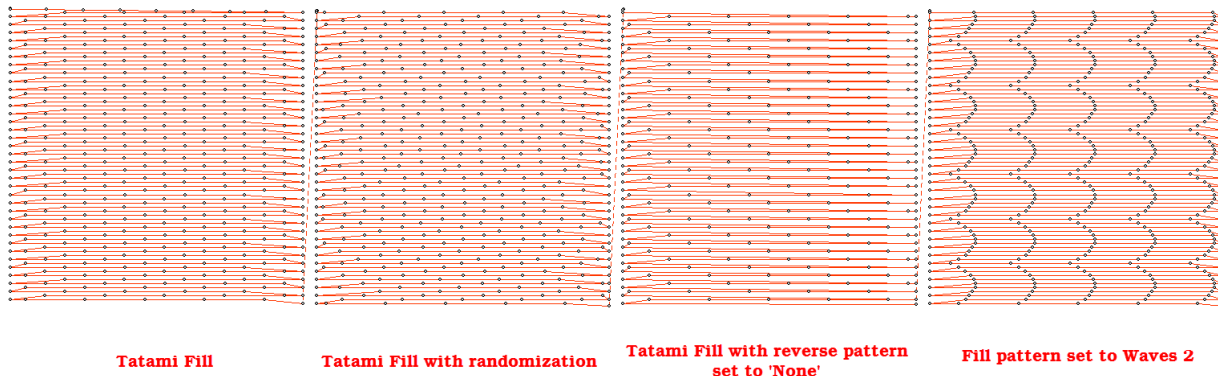 Tatami Fill
Tatami Fill with randomization
Tatami Fill with reverse pattern
set to 'None'
Fill pattern set to Waves 2